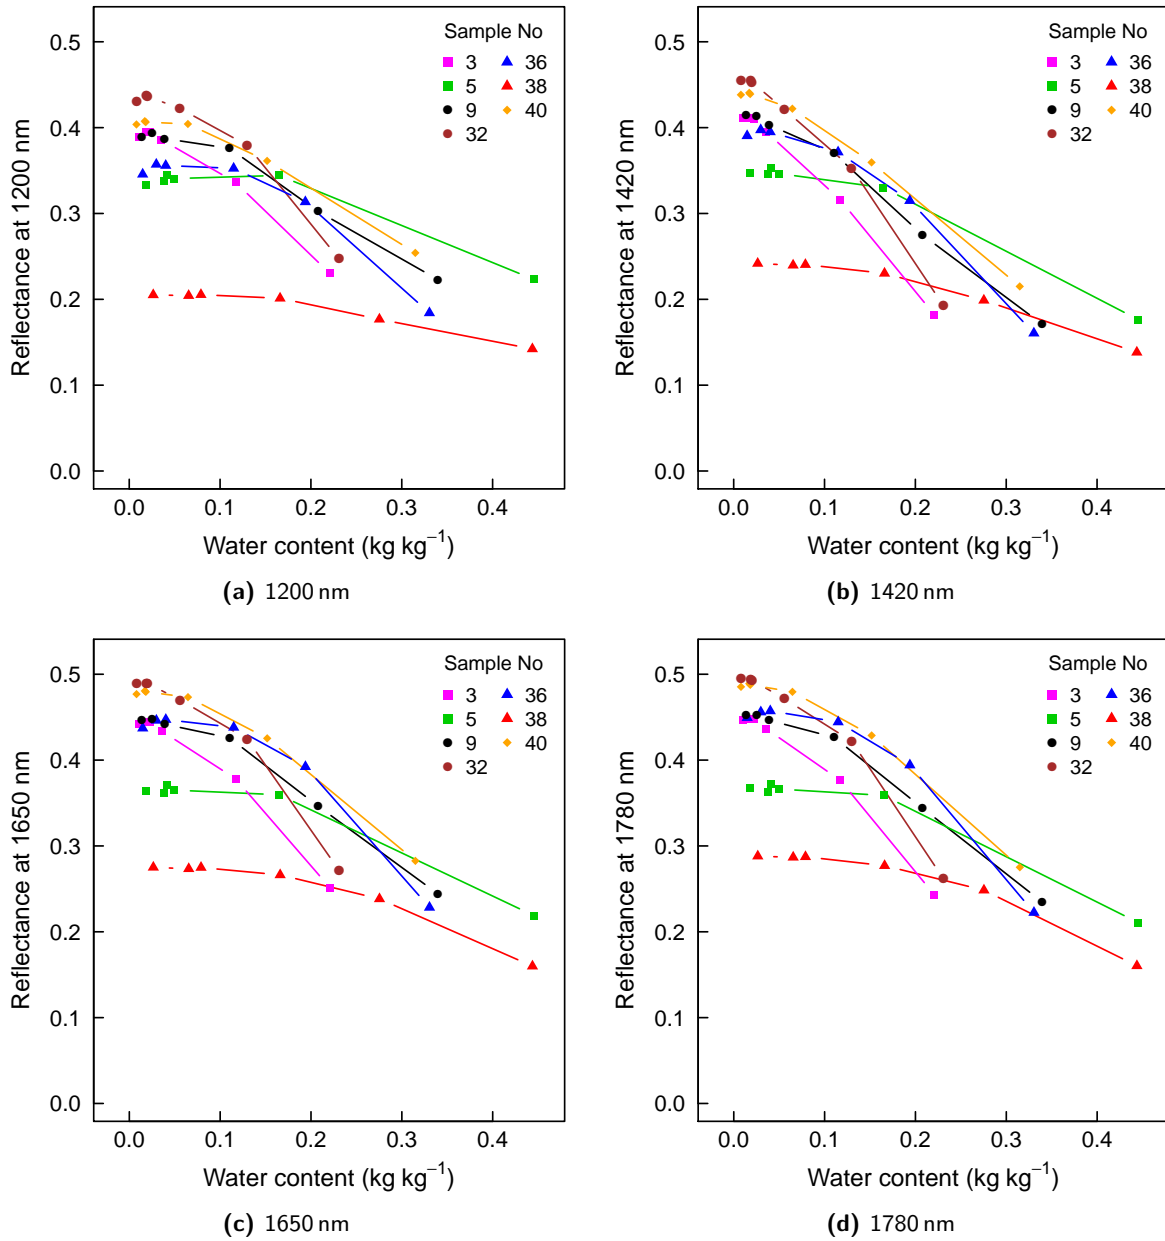 Reflectance at 1200 nm
0.5
0.4
0.3
0.2
0.1
0.0
Sample No
3 36
5 38
9 40
32
0.0 0.1 0.2 0.3 0.4
Water content (kg kg⁻¹)
(a) 1200 nm
Reflectance at 1420 nm
0.5
0.4
0.3
0.2
0.1
0.0
Sample No
3 36
5 38
9 40
32
0.0 0.1 0.2 0.3 0.4
Water content (kg kg⁻¹)
(b) 1420 nm
Reflectance at 1650 nm
0.5
0.4
0.3
0.2
0.1
0.0
Sample No
3 36
5 38
9 40
32
0.0 0.1 0.2 0.3 0.4
Water content (kg kg⁻¹)
(c) 1650 nm
Reflectance at 1780 nm
0.5
0.4
0.3
0.2
0.1
0.0
Sample No
3 36
5 38
9 40
32
0.0 0.1 0.2 0.3 0.4
Water content (kg kg⁻¹)
(d) 1780 nm